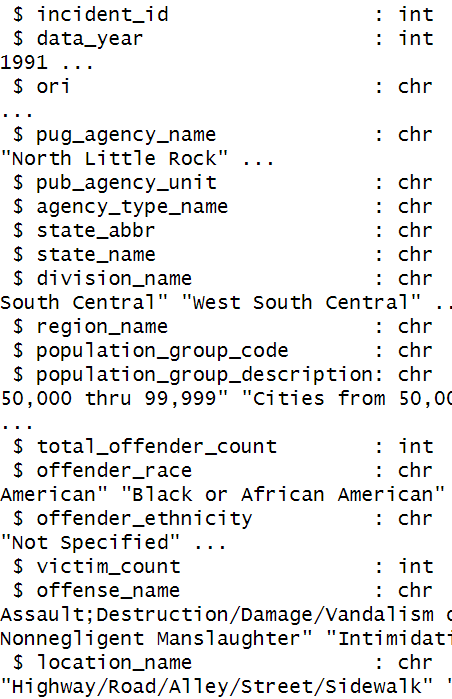 $ incident_id : int
$ data_year : int
1991 ...
$ ori : chr
...
$ pug_agency_name : chr
"North Little Rock" ...
$ pub_agency_unit : chr
$ agency_type_name : chr
$ state_abbr : chr
$ state_name : chr
$ division_name : chr
South Central" "West South Central" ..
$ region_name : chr
$ population_group_code : chr
$ population_group_description: chr
50,000 thru 99,999" "Cities from 50,00
...
$ total_offender_count : int
$ offender_race : chr
American" "Black or African American"
$ offender_ethnicity : chr
"Not Specified" ...
$ victim_count : int
$ offense_name : chr
Assault;Destruction/Damage/Vandalism o
Nonnegligent Manslaughter" "Intimidati
$ location_name : chr
"Highway/Road/Alley/Street/Sidewalk" "